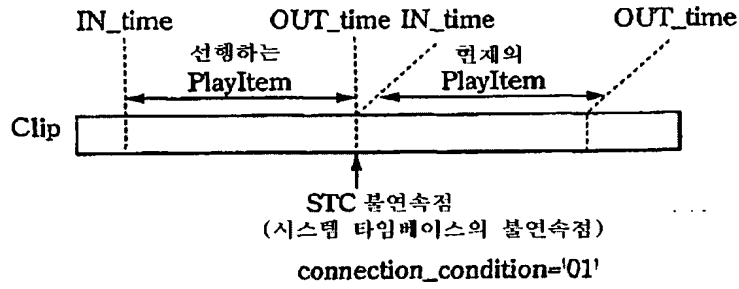 IN_time OUT_time IN_time OUT_time
선행하는 현재의
PlayItem PlayItem
Clip
STC 불연속점
(시스템 타임베이스의 불연속점)
connection_condition='01'